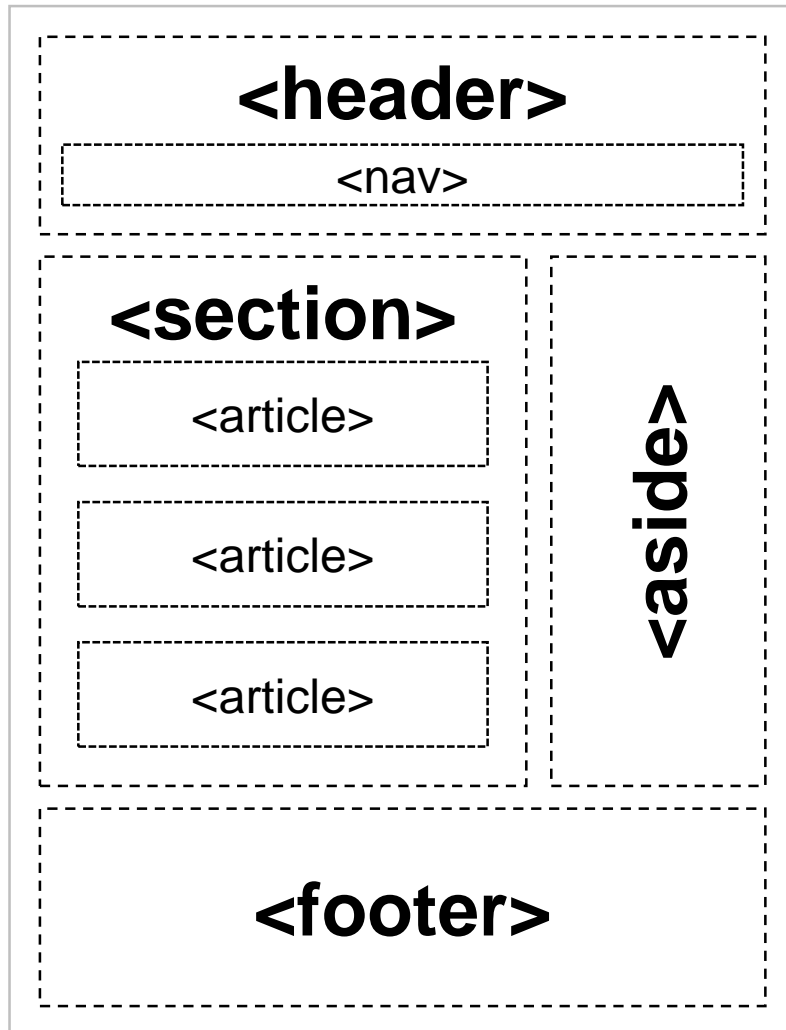 <header>
<nav>
<section>
<article>
<article>
<article>
<aside>
<footer>